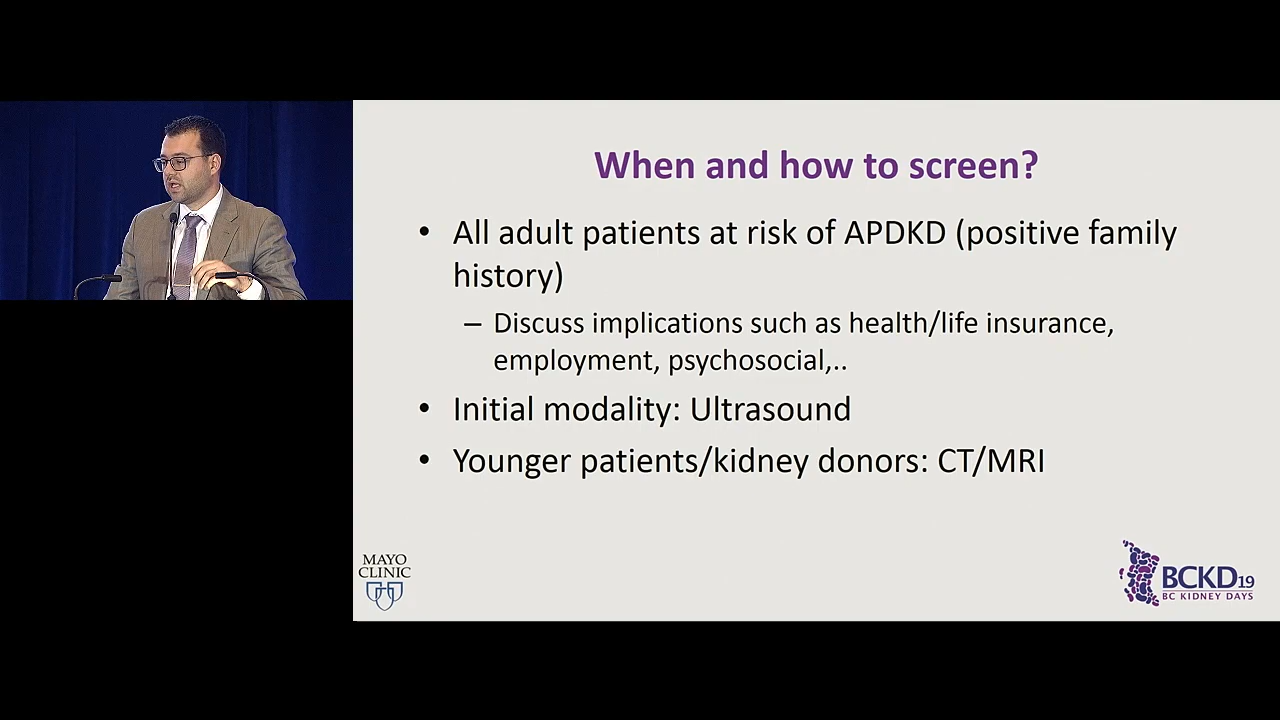 When and how to screen?
• All adult patients at risk of APDKD (positive family
history)
– Discuss implications such as health/life insurance,
employment, psychosocial,..
• Initial modality: Ultrasound
• Younger patients/kidney donors: CT/MRI
MAYO
CLINIC
BCKD19
BC KIDNEY DAYS